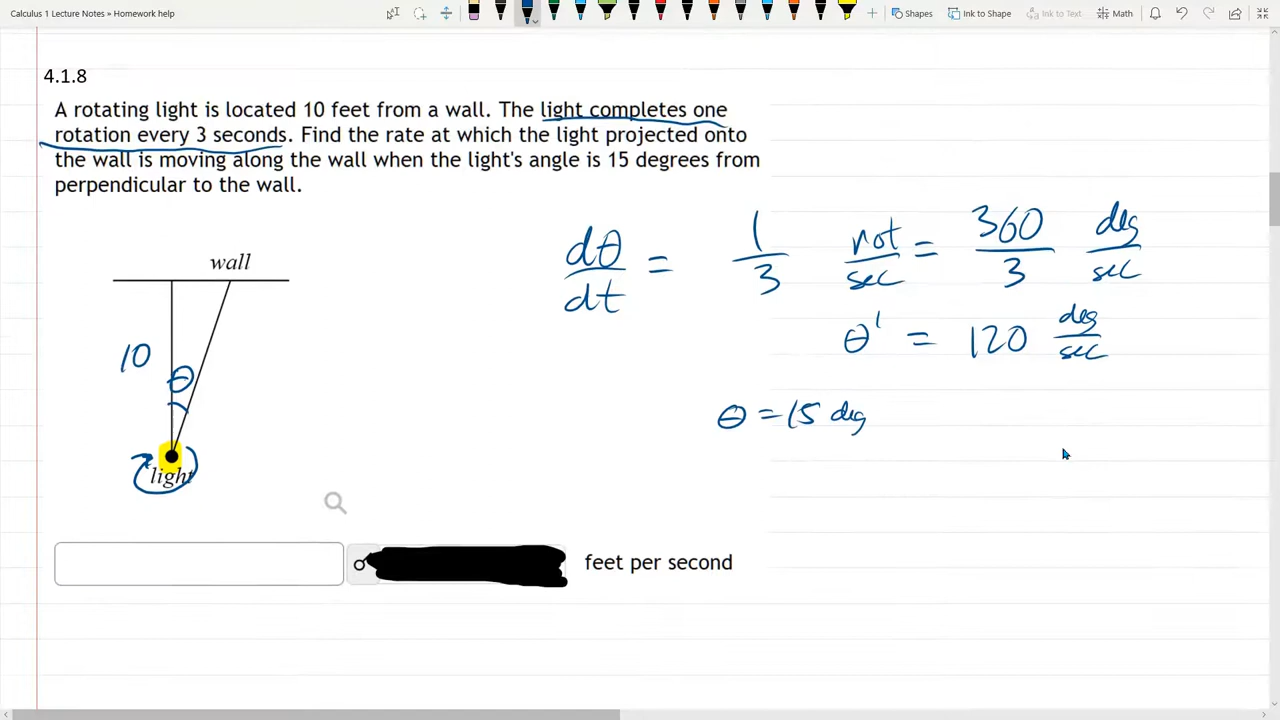 Calculus 1 Lecture Notes » Homework help
Shapes Ink to Shape Ink to Text Math
4.1.8
A rotating light is located 10 feet from a wall. The light completes one
rotation every 3 seconds. Find the rate at which the light projected onto
the wall is moving along the wall when the light's angle is 15 degrees from
perpendicular to the wall.
wall
10
θ
light
dθ/dt = 1/3 rot/sec = 360/3 deg/sec
θ' = 120 deg/sec
θ = 15 deg
feet per second